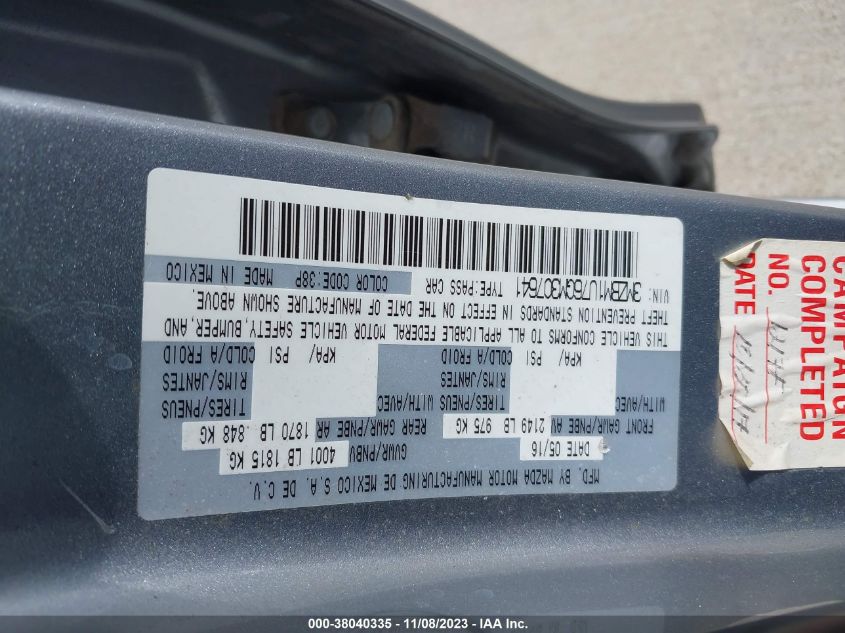 MFD. BY MAZDA MOTOR MANUFACTURING DE MEXICO S.A. DE C.V.
DATE 05/16 GVWR/PNBV 4001 LB 1815 KG
FRONT GAWR/PNBE AV 2149 LB 975 KG REAR GAWR/PNBE AR 1870 LB 848 KG
WITH/AVEC TIRES/PNEUS WITH/AVEC TIRES/PNEUS
RIMS/JANTES RIMS/JANTES
KPA/ PSI COLD/A FROID KPA/ PSI COLD/A FROID
THIS VEHICLE CONFORMS TO ALL APPLICABLE FEDERAL MOTOR VEHICLE SAFETY, BUMPER, AND
THEFT PREVENTION STANDARDS IN EFFECT ON THE DATE OF MANUFACTURE SHOWN ABOVE.
VIN: 3MZBM1U76GM307641 TYPE:PASS CAR COLOR CODE:38P MADE IN MEXICO
CAMPAIGN
COMPLETED
NO.
DATE
000-38040335 - 11/08/2023 - IAA Inc.